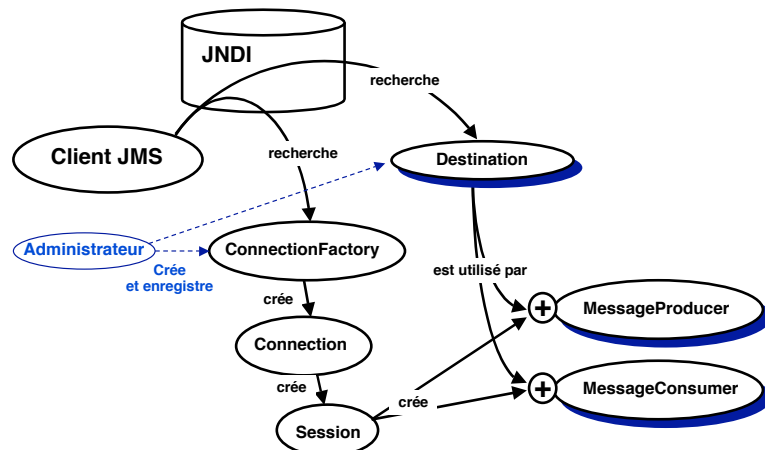 JNDI
recherche
Client JMS
recherche
Destination
Administrateur
ConnectionFactory
Crée
et enregistre
est utilisé par
crée
MessageProducer
Connection
crée
MessageConsumer
crée
Session